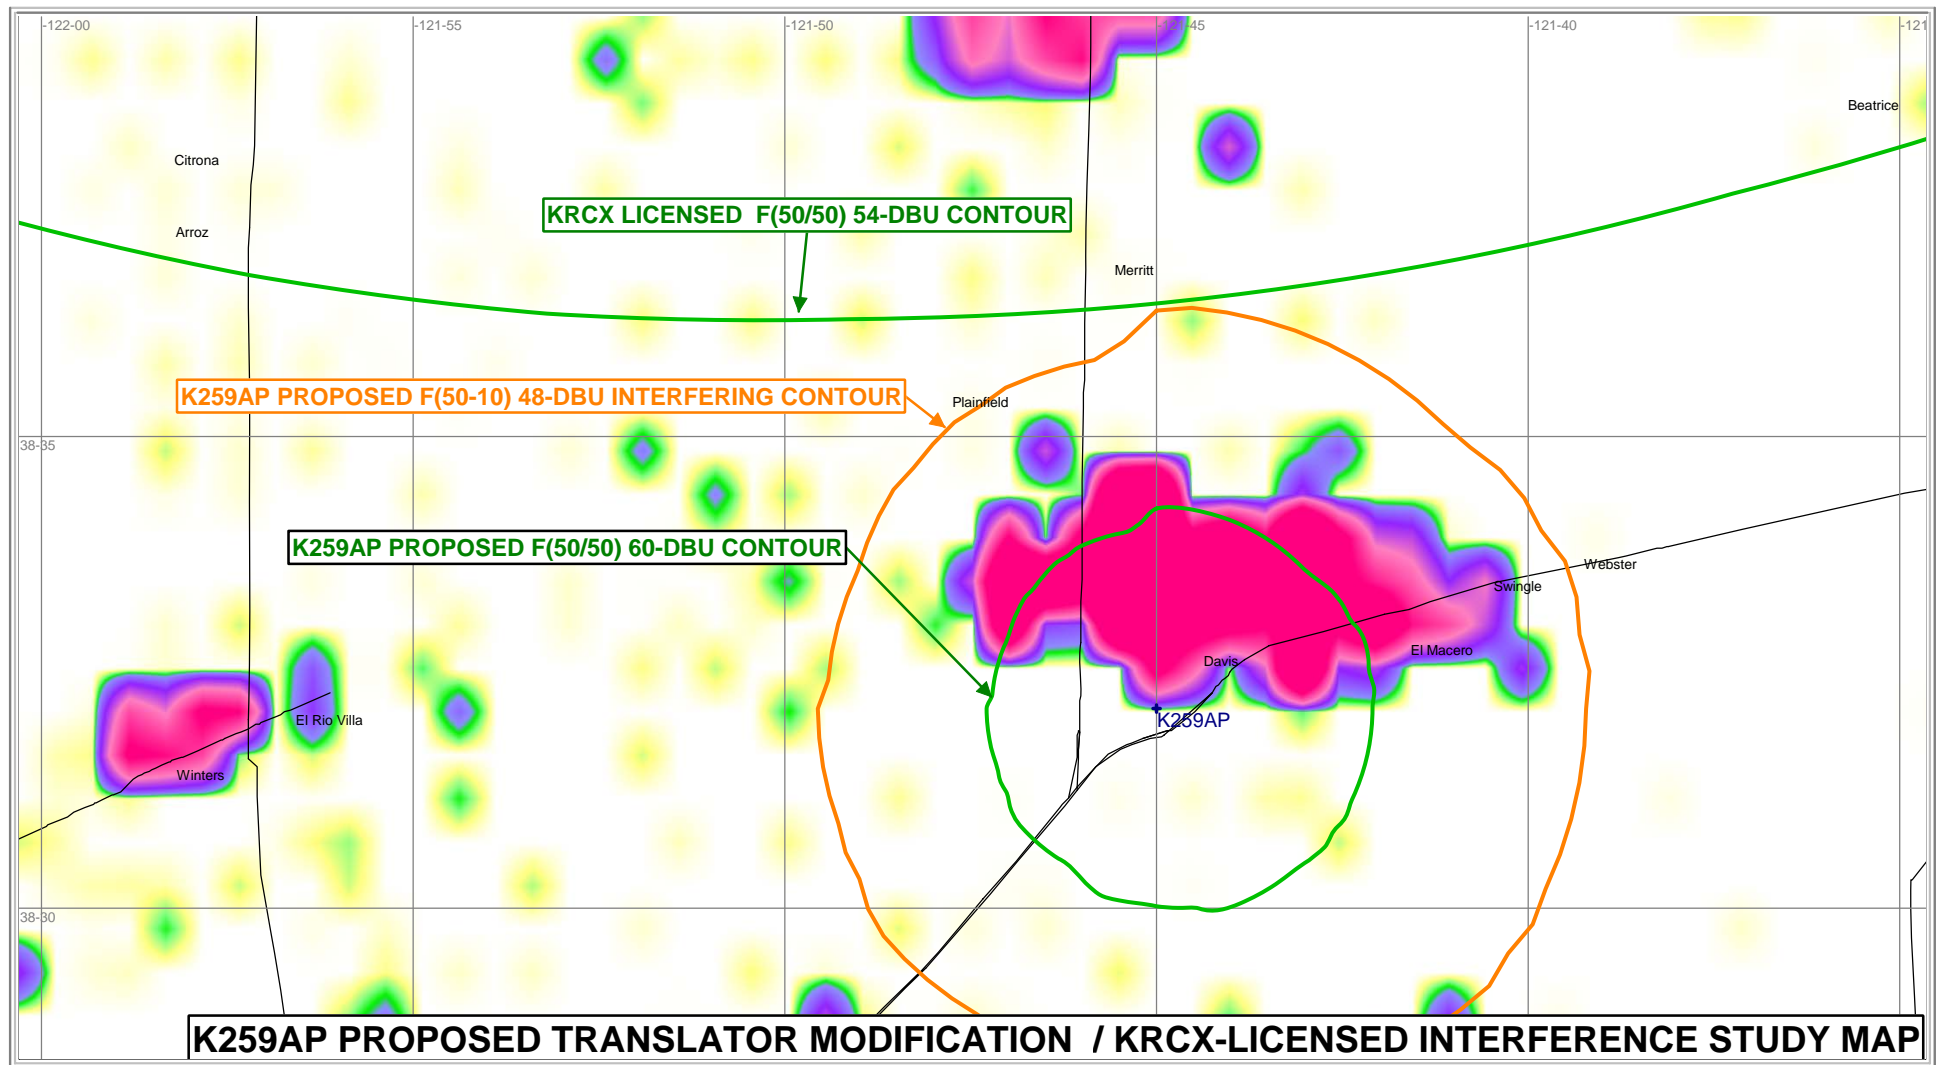 -122-00
-121-55
-121-50
-121-45
-121-40
-121
Beatrice
Citrona
KRCX LICENSED F(50/50) 54-DBU CONTOUR
Arroz
Merritt
K259AP PROPOSED F(50-10) 48-DBU INTERFERING CONTOUR
Plainfield
38-35
K259AP PROPOSED F(50/50) 60-DBU CONTOUR
Webster
Swingle
El Macero
Davis
K259AP
El Rio Villa
Winters
38-30
K259AP PROPOSED TRANSLATOR MODIFICATION / KRCX-LICENSED INTERFERENCE STUDY MAP